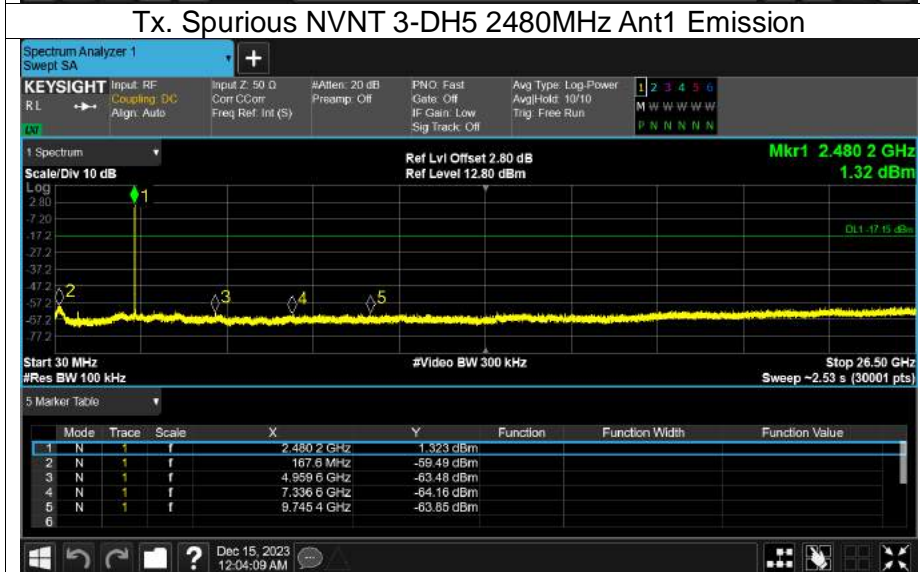 Tx. Spurious NVNT 3-DH5 2480MHz Ant1 Emission
Spectrum Analyzer 1
Swept SA
+
KEYSIGHT Input: RF Input Z: 50 Ω #Atten: 20 dB PNO: Fast Avg Type: Log-Power 1 2 3 4 5 6
RL Coupling: DC Corr CCorr Preamp: Off Gate: Off Avg|Hold: 10/10 M W W W W W
Align: Auto Freq Ref: Int (S) IF Gain: Low Trig: Free Run
Sig Track: Off P N N N N N
LXI
1 Spectrum Ref Lvl Offset 2.80 dB Mkr1 2.480 2 GHz
Scale/Div 10 dB Ref Level 12.80 dBm 1.32 dBm
Log
2.80
1
-7.20
-17.2
DL1 -17.15 dBm
-27.2
-37.2
-47.2
2
3
4
5
-57.2
-67.2
-77.2
Start 30 MHz #Video BW 300 kHz Stop 26.50 GHz
#Res BW 100 kHz Sweep ~2.53 s (30001 pts)
5 Marker Table
Mode Trace Scale X Y Function Function Width Function Value
1 N 1 f 2.480 2 GHz 1.323 dBm
2 N 1 f 167.6 MHz -59.49 dBm
3 N 1 f 4.959 6 GHz -63.48 dBm
4 N 1 f 7.336 6 GHz -64.16 dBm
5 N 1 f 9.745 4 GHz -63.85 dBm
6
? Dec 15, 2023
12:04:09 AM